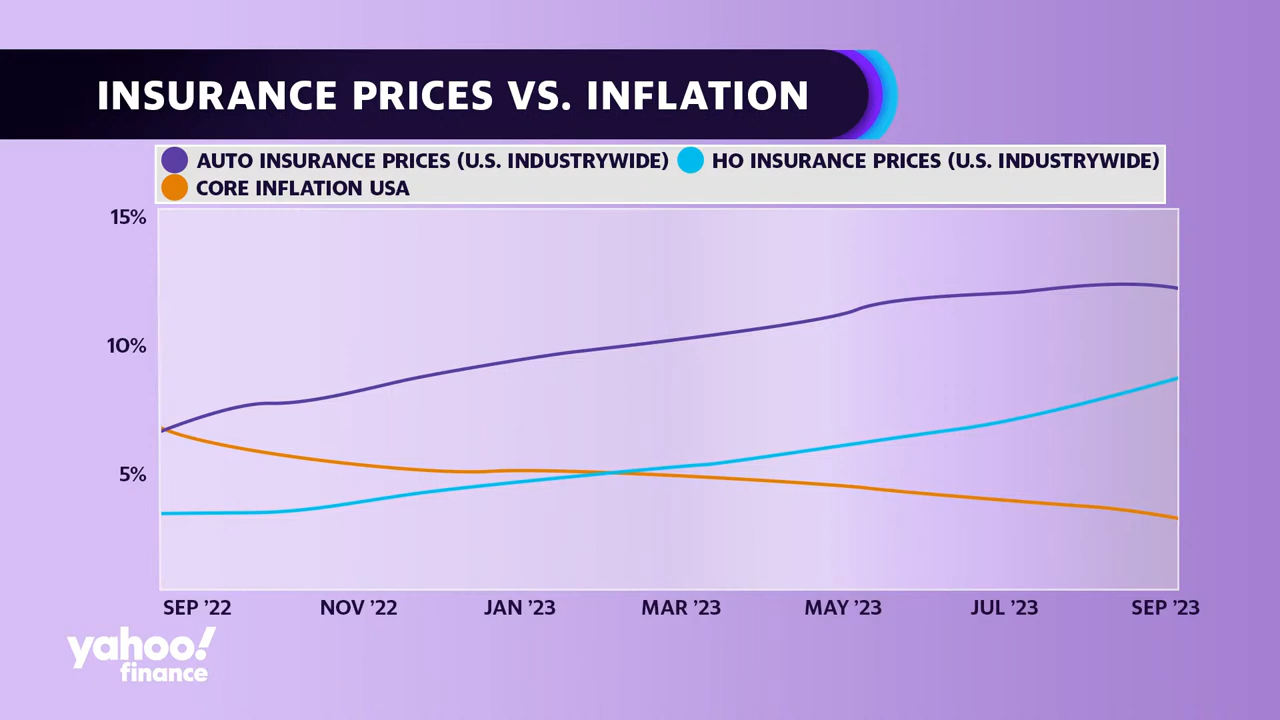 INSURANCE PRICES VS. INFLATION
AUTO INSURANCE PRICES (U.S. INDUSTRYWIDE) HO INSURANCE PRICES (U.S. INDUSTRYWIDE)
CORE INFLATION USA
15%
10%
5%
SEP ’22 NOV ’22 JAN ’23 MAR ’23 MAY ’23 JUL ’23 SEP ’23
yahoo!
finance